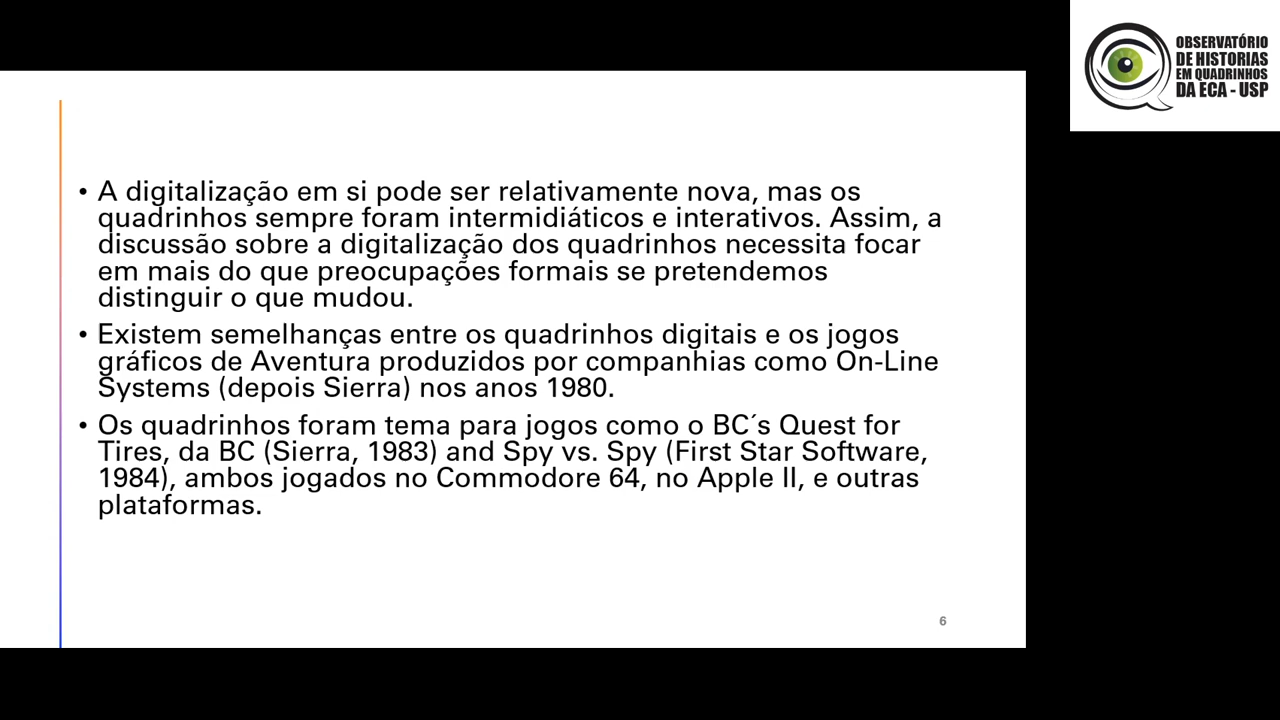 OBSERVATÓRIO
DE HISTORIAS
EM QUADRINHOS
DA ECA - USP
• A digitalização em si pode ser relativamente nova, mas os
quadrinhos sempre foram intermidiáticos e interativos. Assim, a
discussão sobre a digitalização dos quadrinhos necessita focar
em mais do que preocupações formais se pretendemos
distinguir o que mudou.
• Existem semelhanças entre os quadrinhos digitais e os jogos
gráficos de Aventura produzidos por companhias como On-Line
Systems (depois Sierra) nos anos 1980.
• Os quadrinhos foram tema para jogos como o BC´s Quest for
Tires, da BC (Sierra, 1983) and Spy vs. Spy (First Star Software,
1984), ambos jogados no Commodore 64, no Apple II, e outras
plataformas.
6